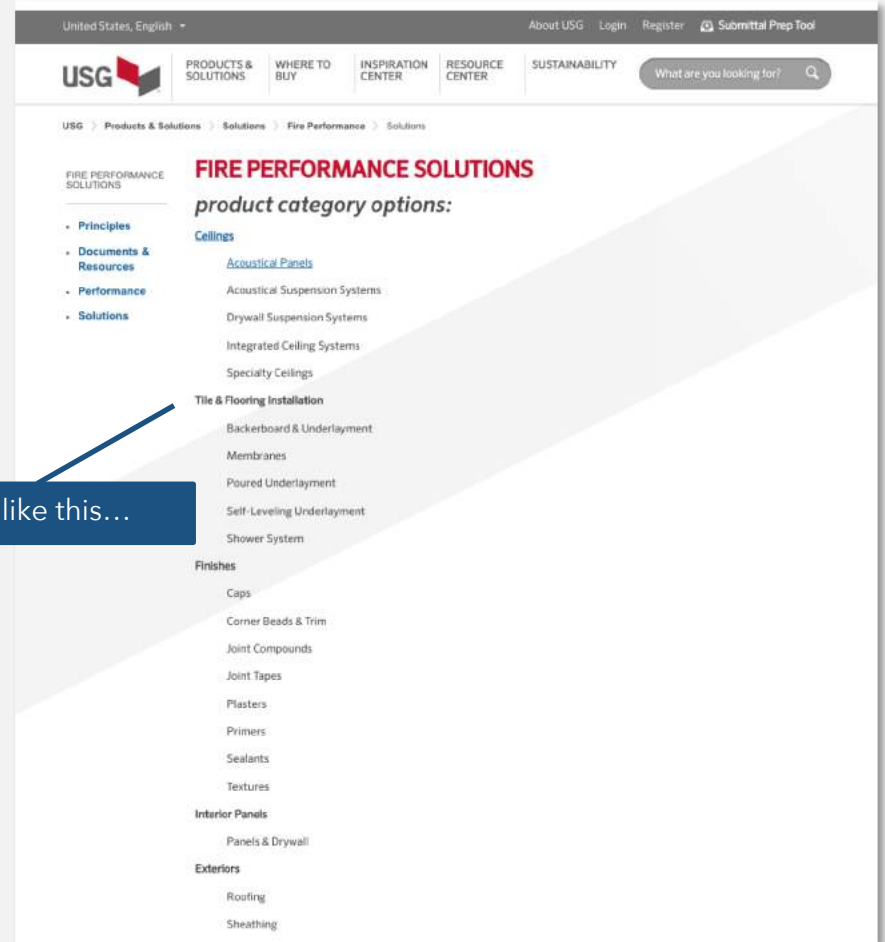 United States, English
About USG Login Register Submittal Prep Tool
USG
PRODUCTS & SOLUTIONS
WHERE TO BUY
INSPIRATION CENTER
RESOURCE CENTER
SUSTAINABILITY
What are you looking for?
USG > Products & Solutions > Solutions > Fire Performance > Solutions
FIRE PERFORMANCE
SOLUTIONS
• Principles
• Documents &
Resources
• Performance
• Solutions
FIRE PERFORMANCE SOLUTIONS
product category options:
Ceilings
Acoustical Panels
Acoustical Suspension Systems
Drywall Suspension Systems
Integrated Ceiling Systems
Specialty Ceilings
Tile & Flooring Installation
Backerboard & Underlayment
Membranes
Poured Underlayment
Self-Leveling Underlayment
Shower System
Finishes
Caps
Corner Beads & Trim
Joint Compounds
Joint Tapes
Plasters
Primers
Sealants
Textures
Interior Panels
Panels & Drywall
Exteriors
Roofing
Sheathing
like this...